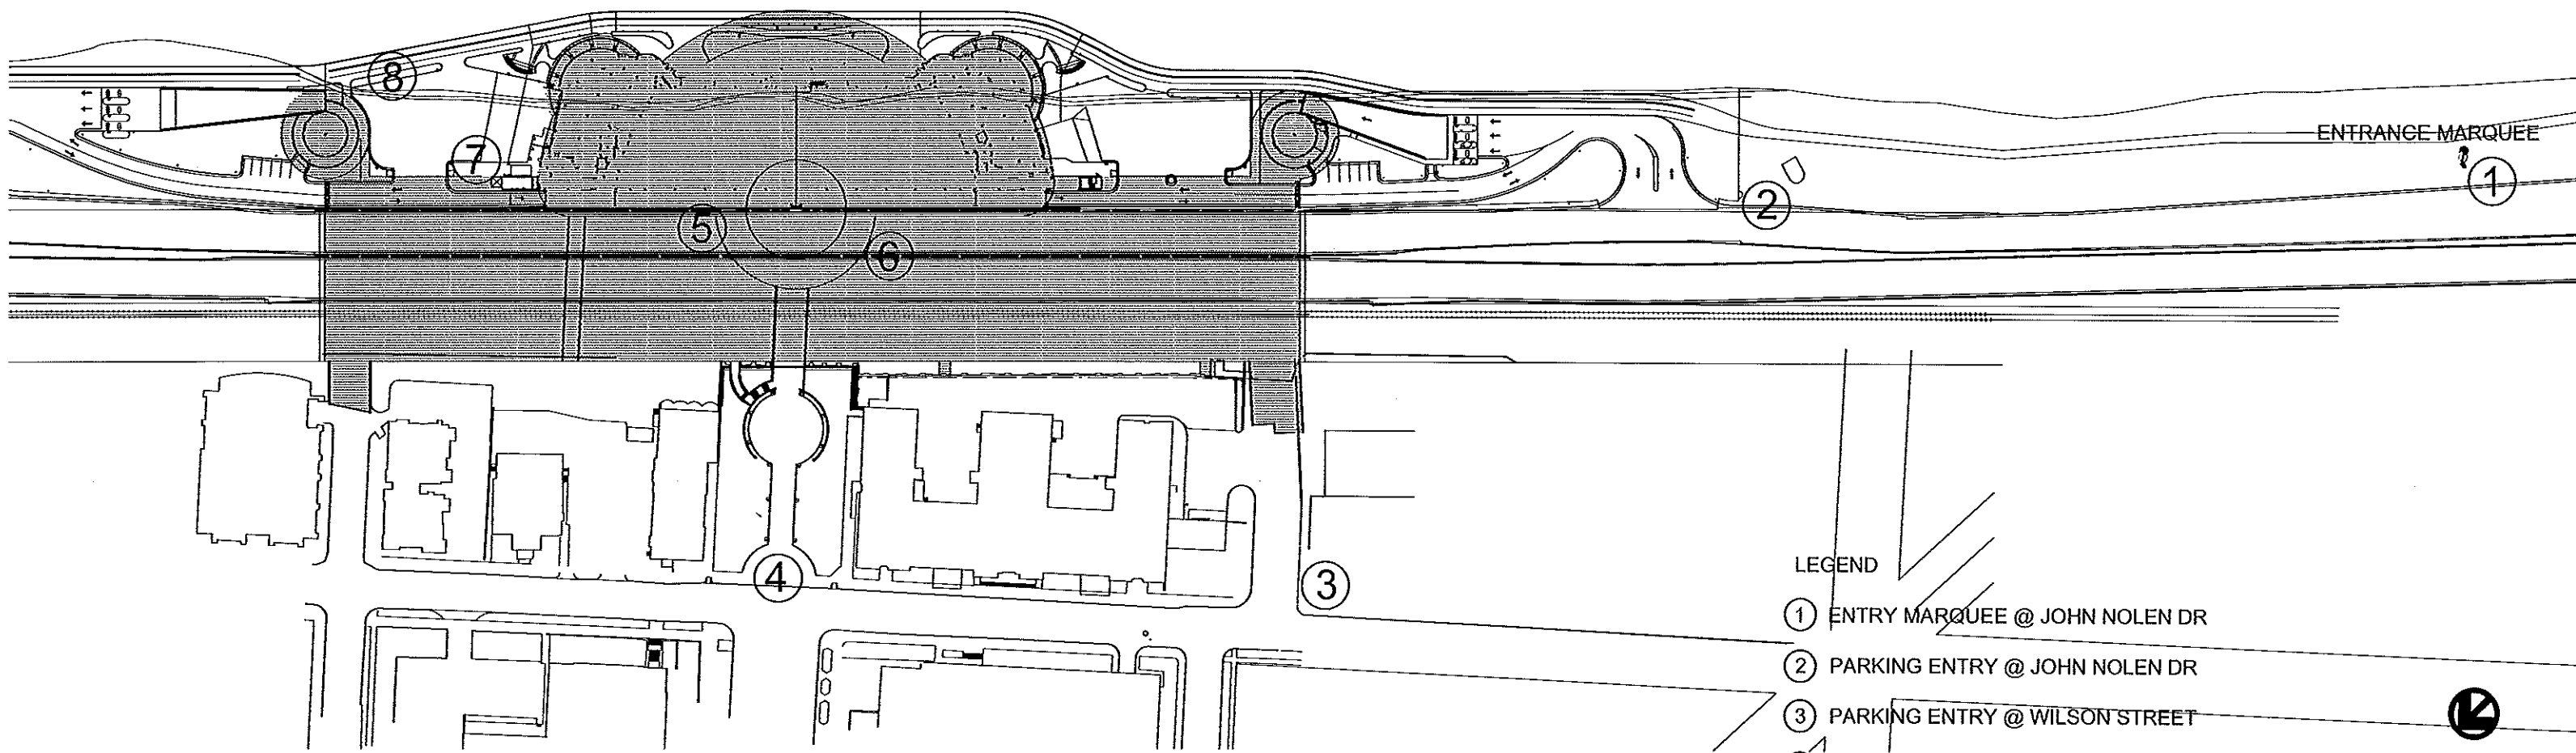 8
ENTRANCE MARQUEE
1
7
2
5
6
4
3
LEGEND
1 ENTRY MARQUEE @ JOHN NOLEN DR
2 PARKING ENTRY @ JOHN NOLEN DR
3 PARKING ENTRY @ WILSON STREET